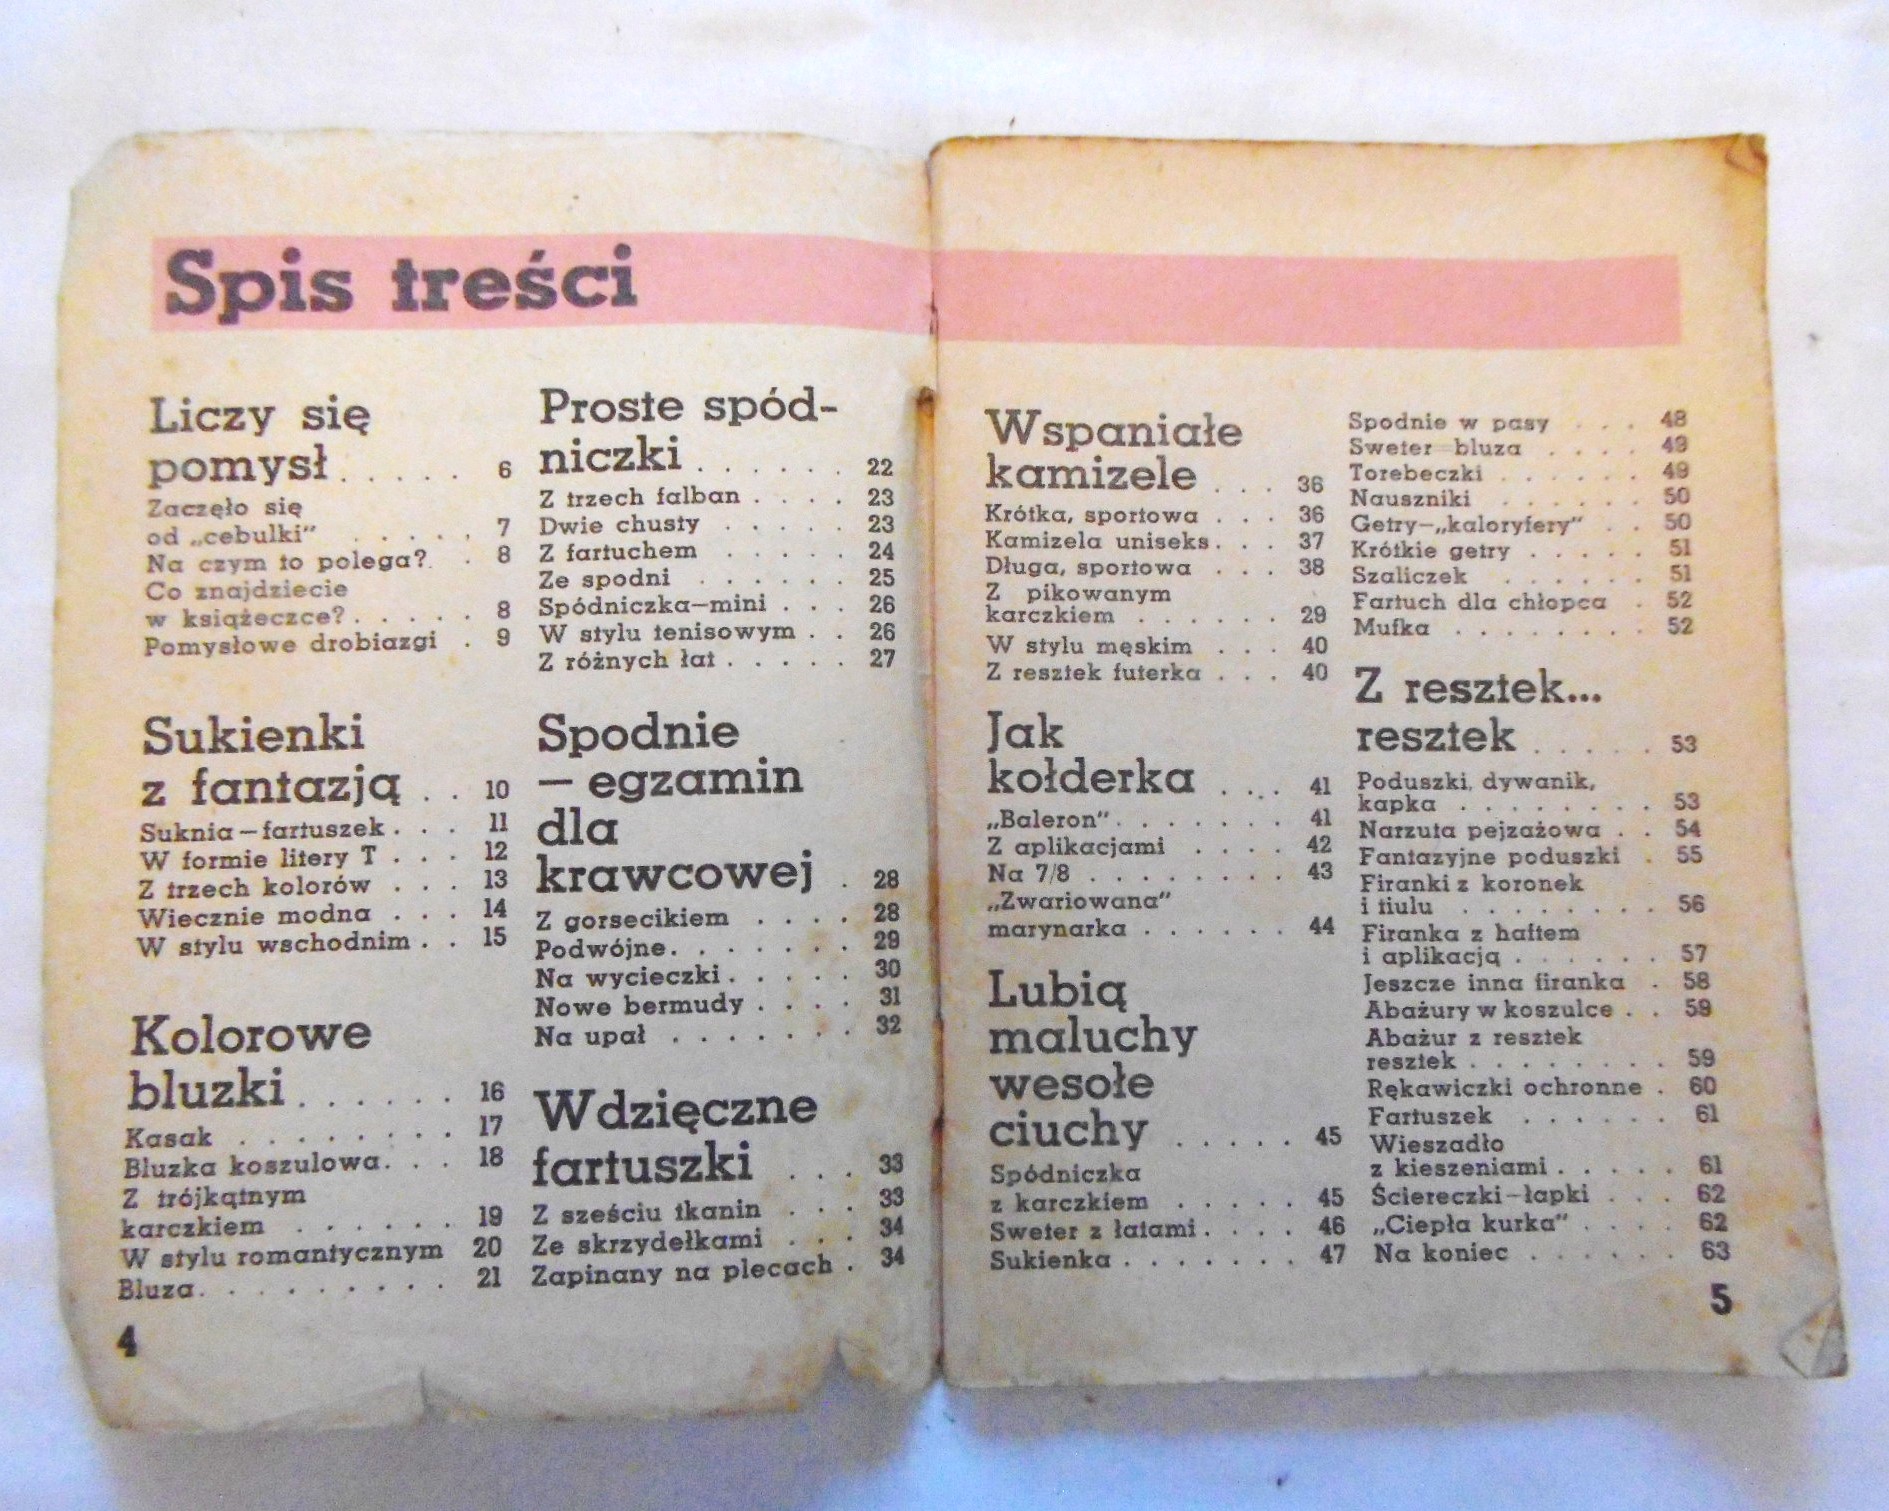 Spis treści
Liczy się
pomysł . . . . . 6
Zaczęło się
od „cebulki” . . . . . 7
Na czym to polega? . . 8
Co znajdziecie
w książeczce? . . . . . 8
Pomysłowe drobiazgi . 9
Sukienki
z fantazją . . 10
Suknia—fartuszek . . . 11
W formie litery T . . . 12
Z trzech kolorów . . . 13
Wiecznie modna . . . 14
W stylu wschodnim . . 15
Kolorowe
bluzki . . . . . . 16
Kasak . . . . . . . . 17
Bluzka koszulowa . . . 18
Z trójkątnym
karczkiem . . . . . . 19
W stylu romantycznym 20
Bluza . . . . . . . . . 21
4
Proste spód-
niczki . . . . . . 22
Z trzech falban . . . . 23
Dwie chusty . . . . . 23
Z fartuchem . . . . . 24
Ze spodni . . . . . . 25
Spódniczka—mini . . . 26
W stylu tenisowym . . 26
Z różnych łat . . . . . 27
Spodnie
— egzamin
dla
krawcowej . 28
Z gorsecikiem . . . . 28
Podwójne . . . . . . . 29
Na wycieczki . . . . . 30
Nowe bermudy . . . . 31
Na upał . . . . . . . 32
Wdzięczne
fartuszki . . . 33
Z sześciu tkanin . . . 33
Ze skrzydełkami . . . 34
Zapinany na plecach . 34
Wspaniałe
kamizele . . . 36
Krótka, sportowa . . . 36
Kamizela uniseks . . . 37
Długa, sportowa . . . 38
Z pikowanym
karczkiem . . . . . . 29
W stylu męskim . . . 40
Z resztek futerka . . . 40
Jak
kołderka . . . 41
„Baleron” . . . . . . . 41
Z aplikacjami . . . . 42
Na 7/8 . . . . . . . . 43
„Zwariowana”
marynarka . . . . . . 44
Lubią
maluchy
wesołe
ciuchy . . . . . 45
Spódniczka
z karczkiem . . . . . 45
Sweter z łatami . . . . 46
Sukienka . . . . . . . 47
Spodnie w pasy . . . 48
Sweter—bluza . . . . 49
Torebeczki . . . . . . 49
Nauszniki . . . . . . 50
Getry—„kaloryfery” . . 50
Krótkie getry . . . . . 51
Szaliczek . . . . . . 51
Fartuch dla chłopca . 52
Mufka . . . . . . . . 52
Z resztek...
resztek . . . . . 53
Poduszki, dywanik,
kapka . . . . . . . . 53
Narzuta pejzażowa . . 54
Fantazyjne poduszki . 55
Firanki z koronek
i tiulu . . . . . . . . 56
Firanka z haftem
i aplikacją . . . . . . 57
Jeszcze inna firanka . 58
Abażury w koszulce . . 59
Abażur z resztek
resztek . . . . . . . . 59
Rękawiczki ochronne . 60
Fartuszek . . . . . . 61
Wieszadło
z kieszeniami . . . . . 61
Ściereczki—łapki . . . 62
„Ciepła kurka” . . . . 62
Na koniec . . . . . . 63
5